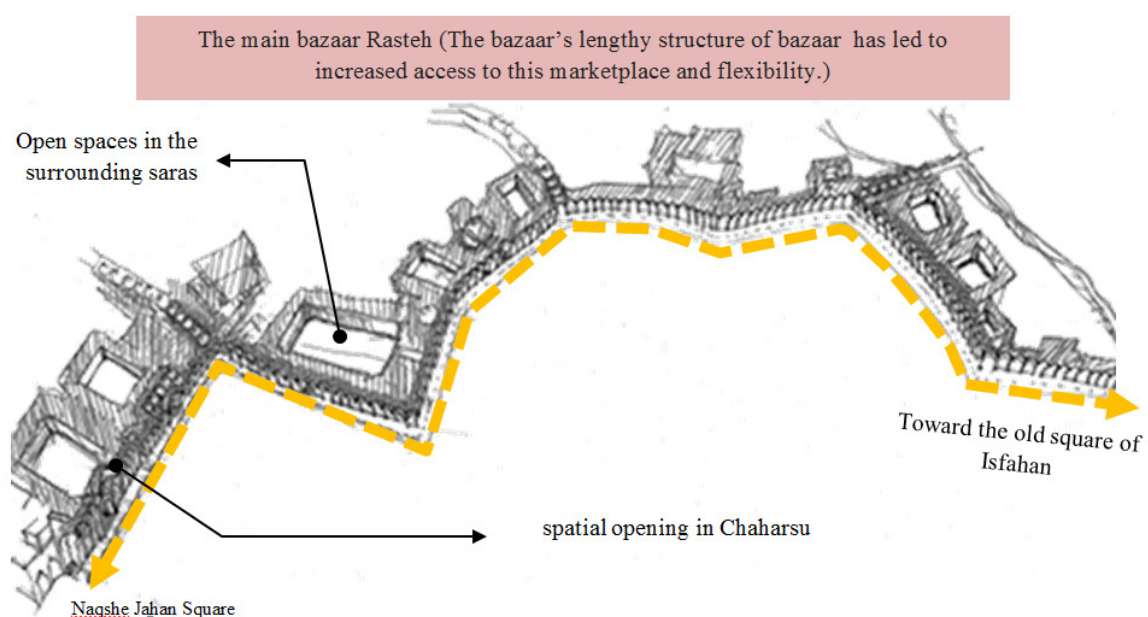 The main bazaar Rasteh (The bazaar’s lengthy structure of bazaar has led to
increased access to this marketplace and flexibility.)
Open spaces in the
surrounding saras
Toward the old square of
Isfahan
spatial opening in Chaharsu
Naqshe Jahan Square